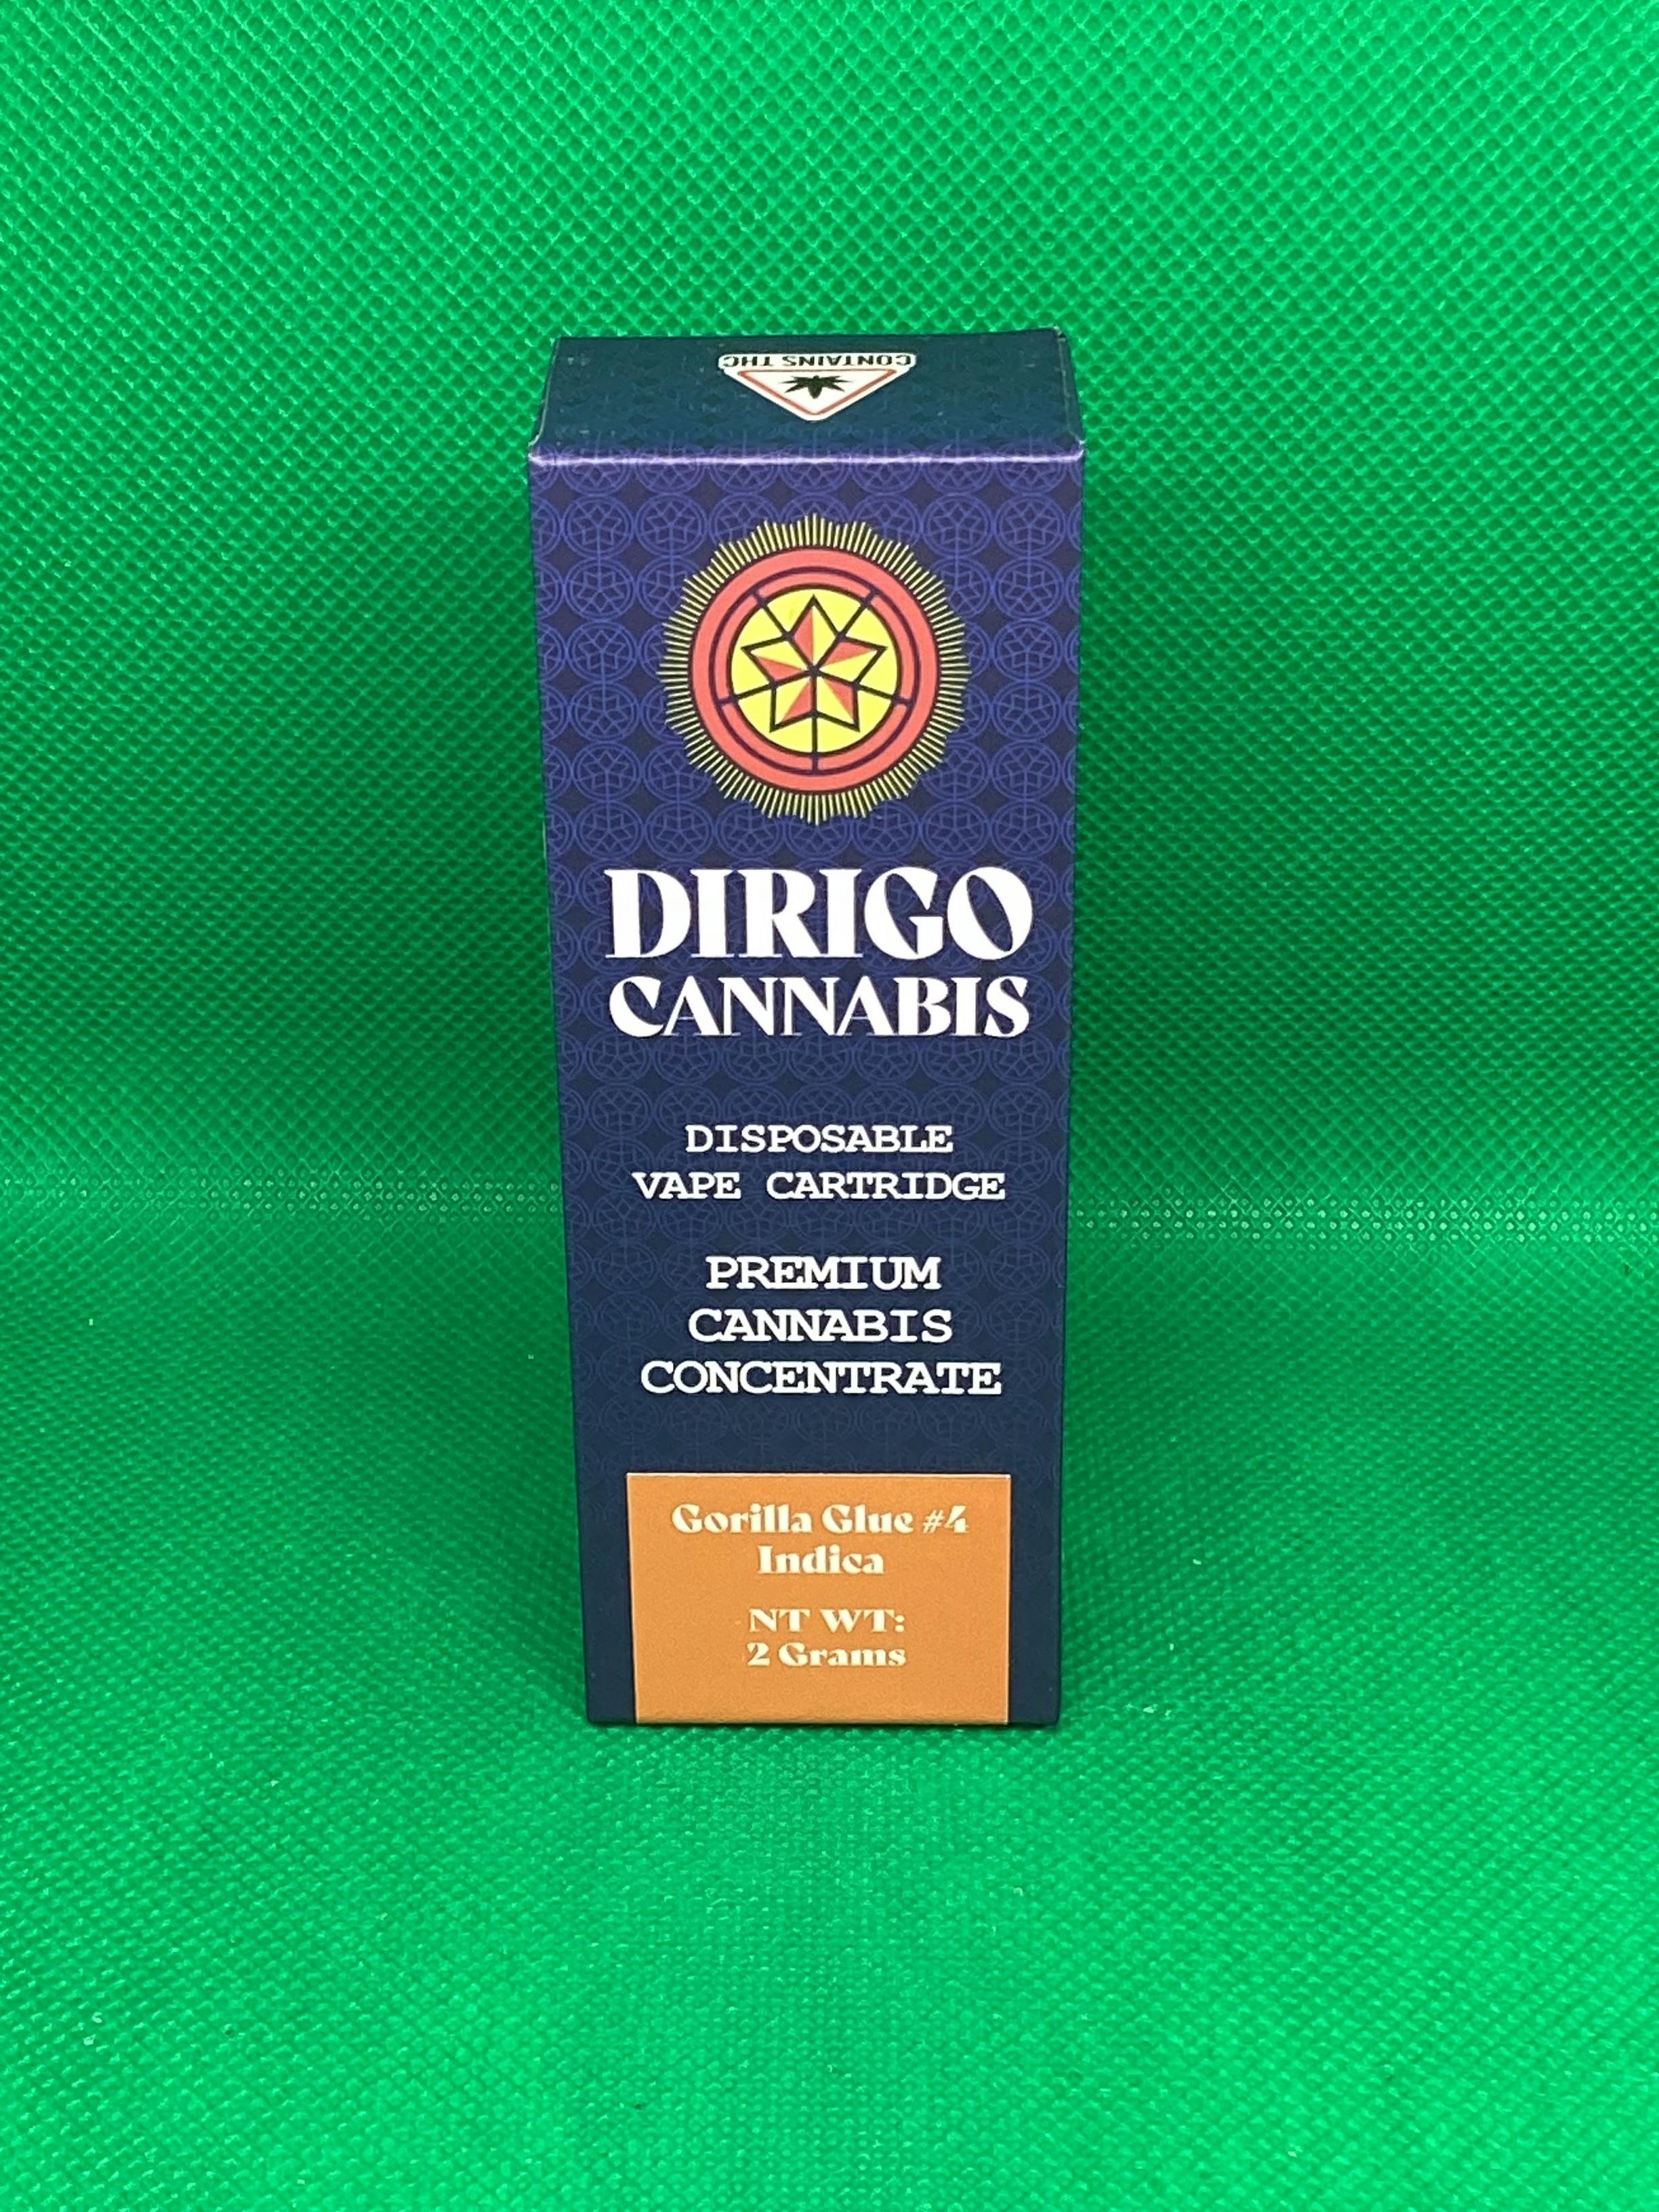 CONTAINS THC
DIRIGO
CANNABIS
DISPOSABLE
VAPE CARTRIDGE
PREMIUM
CANNABIS
CONCENTRATE
Gorilla Glue #4
Indica
NT WT:
2 Grams